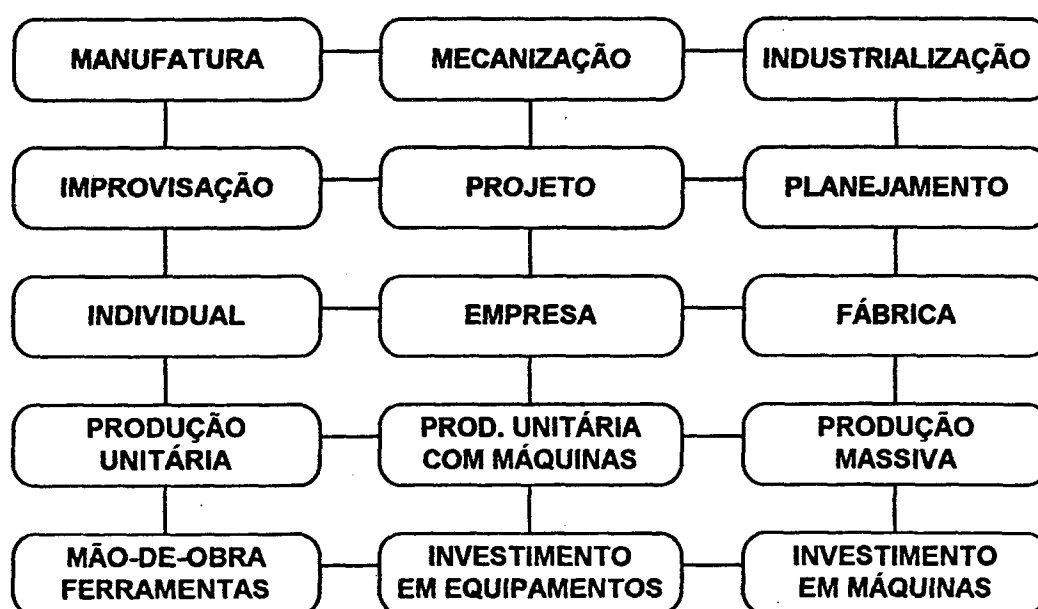 MANUFATURA MECANIZAÇÃO INDUSTRIALIZAÇÃO
IMPROVISAÇÃO PROJETO PLANEJAMENTO
INDIVIDUAL EMPRESA FÁBRICA
PRODUÇÃO
UNITÁRIA
PROD. UNITÁRIA
COM MÁQUINAS
PRODUÇÃO
MASSIVA
MÃO-DE-OBRA
FERRAMENTAS
INVESTIMENTO
EM EQUIPAMENTOS
INVESTIMENTO
EM MÁQUINAS